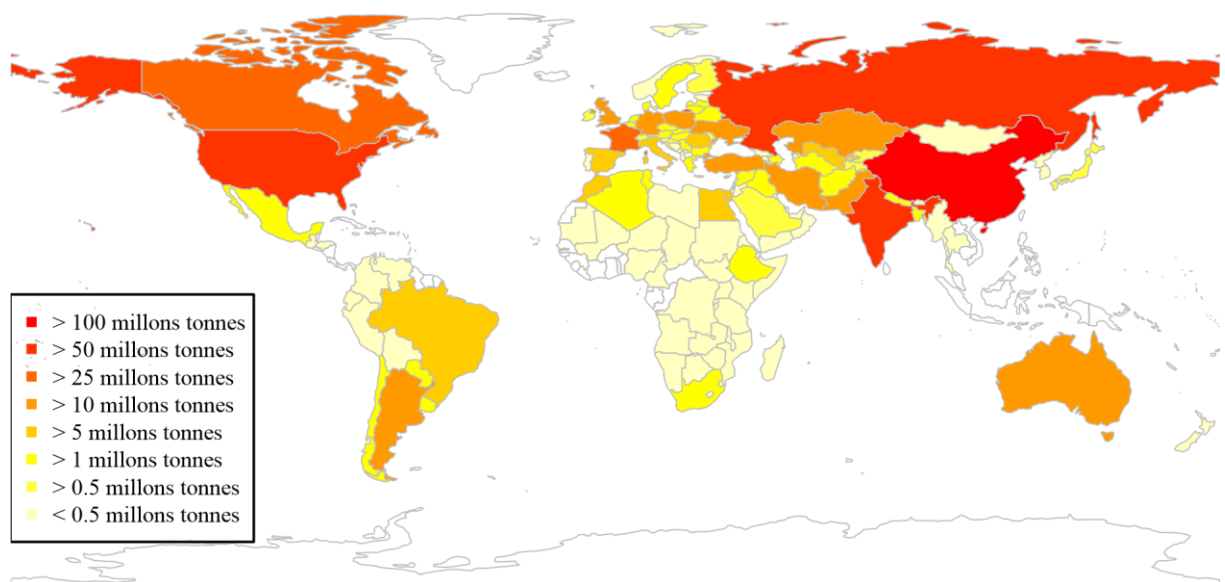 > 100 millons tonnes
> 50 millons tonnes
> 25 millons tonnes
> 10 millons tonnes
> 5 millons tonnes
> 1 millons tonnes
> 0.5 millons tonnes
< 0.5 millons tonnes